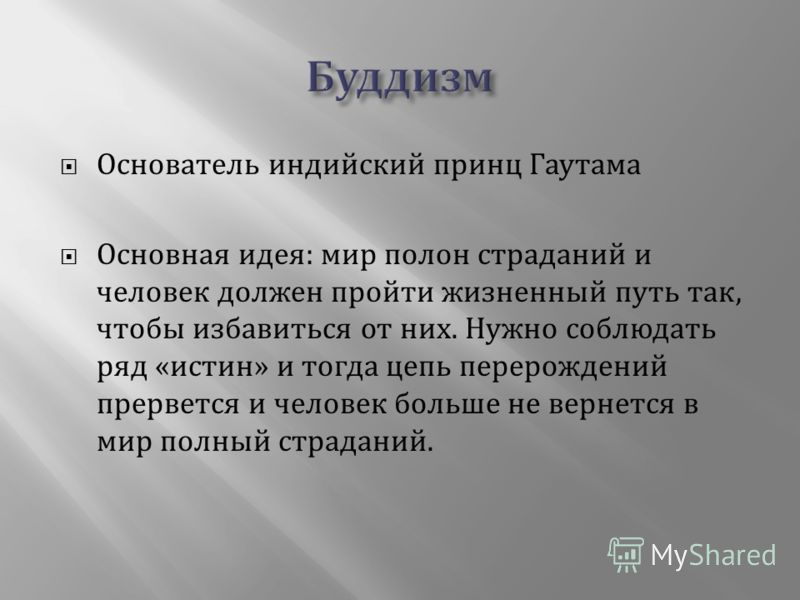 Буддизм
Основатель индийский принц Гаутама
Основная идея: мир полон страданий и
человек должен пройти жизненный путь так,
чтобы избавиться от них. Нужно соблюдать
ряд «истин» и тогда цепь перерождений
прервется и человек больше не вернется в
мир полный страданий.
MyShared